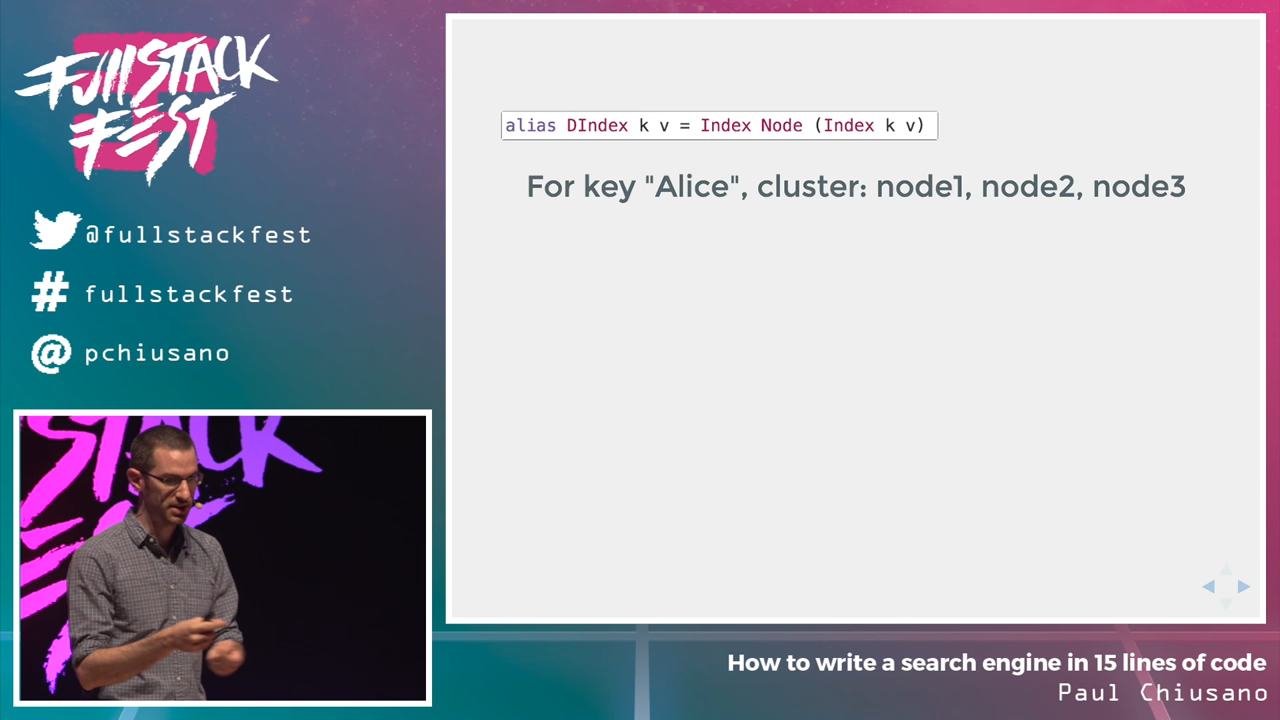 FullSTACK
FEST
@fullstackfest
# fullstackfest
@ pchiusano
STACK
alias DIndex k v = Index Node (Index k v)
For key "Alice", cluster: node1, node2, node3
How to write a search engine in 15 lines of code
Paul Chiusano